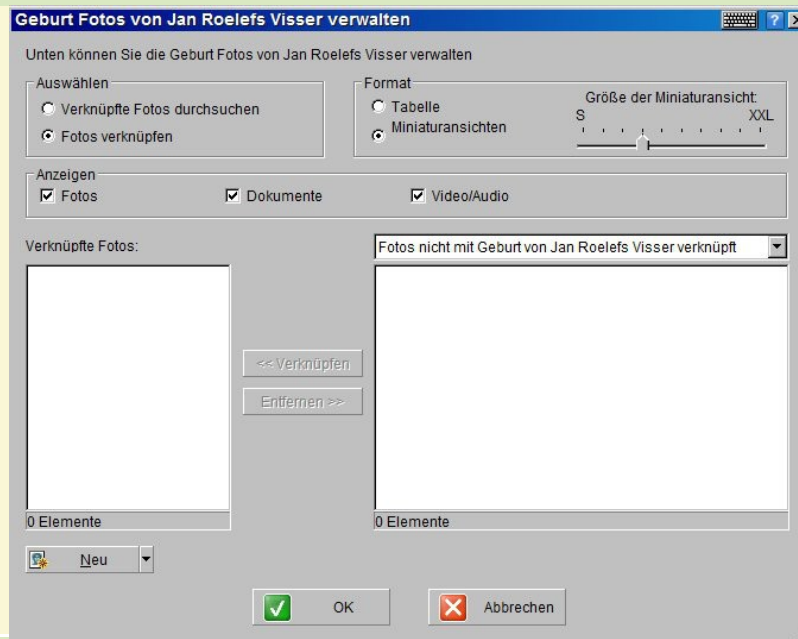 Geburt Fotos von Jan Roelefs Visser verwalten
Unten können Sie die Geburt Fotos von Jan Roelefs Visser verwalten
Auswählen
Verknüpfte Fotos durchsuchen
Fotos verknüpfen
Format
Tabelle
Miniaturansichten
Größe der Miniaturansicht:
S XXL
Anzeigen
Fotos Dokumente Video/Audio
Verknüpfte Fotos:
Fotos nicht mit Geburt von Jan Roelefs Visser verknüpft
<< Verknüpfen
Entfernen >>
0 Elemente
0 Elemente
Neu
OK Abbrechen